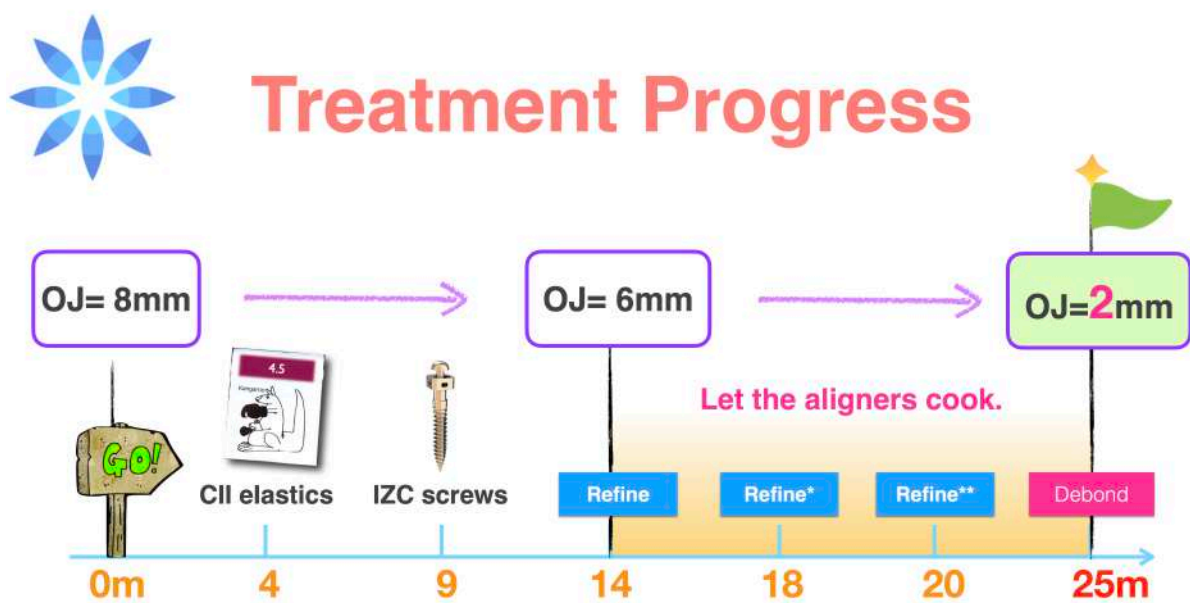 Treatment Progress
OJ= 8mm
OJ= 6mm
OJ=2mm
4.5
Kangaroo
GO!
CII elastics
IZC screws
Let the aligners cook.
Refine
Refine*
Refine**
Debond
0m
4
9
14
18
20
25m